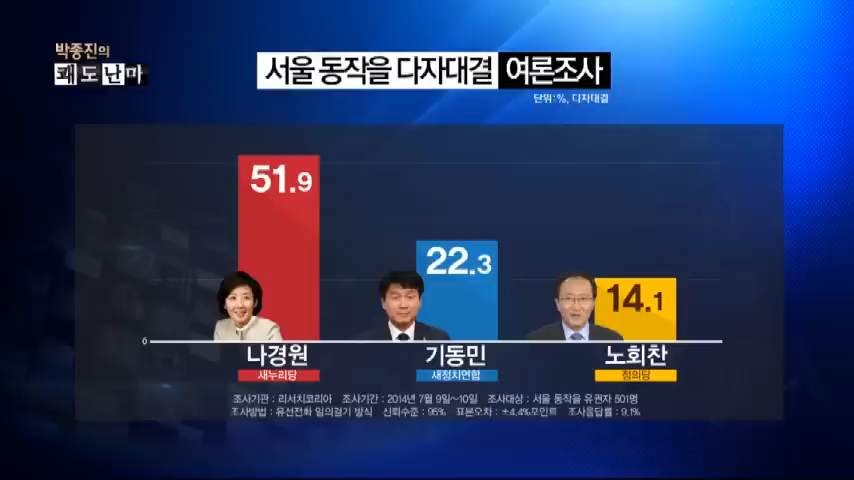 박종진의
쾌도난마
서울 동작을 다자대결 여론조사
단위:%, 다자대결
51.9
22.3
14.1
0
나경원 기동민 노회찬
새누리당 새정치연합 정의당
조사기관 : 리서치코리아 조사기간 : 2014년 7월 9일~10일 조사대상 : 서울 동작을 유권자 501명
조사방법 : 유선전화 임의걸기 방식 신뢰수준 : 95% 표본오차 : ±4.4%포인트 조사응답률 : 9.1%